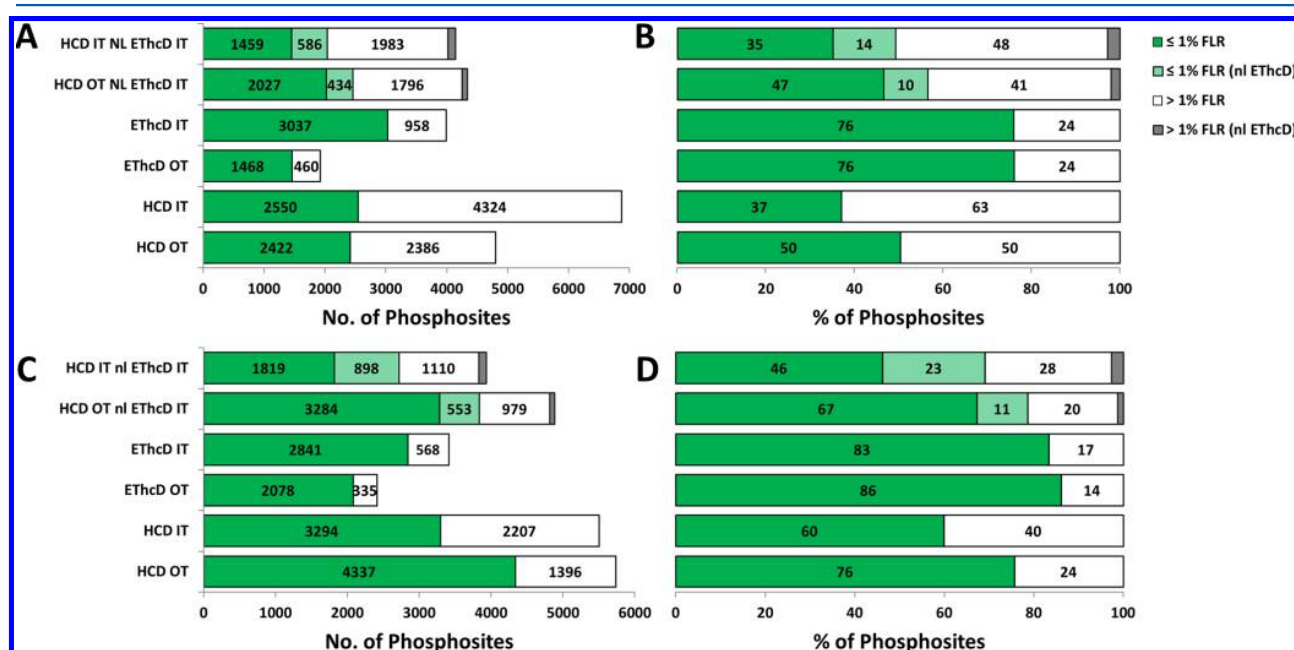 A
HCD IT NL EThcD IT 1459 586 1983
HCD OT NL EThcD IT 2027 434 1796
EThcD IT 3037 958
EThcD OT 1468 460
HCD IT 2550 4324
HCD OT 2422 2386
0 1000 2000 3000 4000 5000 6000 7000
No. of Phosphosites
B
35 14 48
47 10 41
76 24
76 24
37 63
50 50
0 20 40 60 80 100
% of Phosphosites
≤ 1% FLR
≤ 1% FLR (nl EThcD)
> 1% FLR
> 1% FLR (nl EThcD)
C
HCD IT nl EThcD IT 1819 898 1110
HCD OT nl EThcD IT 3284 553 979
EThcD IT 2841 568
EThcD OT 2078 335
HCD IT 3294 2207
HCD OT 4337 1396
0 1000 2000 3000 4000 5000 6000
No. of Phosphosites
D
46 23 28
67 11 20
83 17
86 14
60 40
76 24
0 20 40 60 80 100
% of Phosphosites